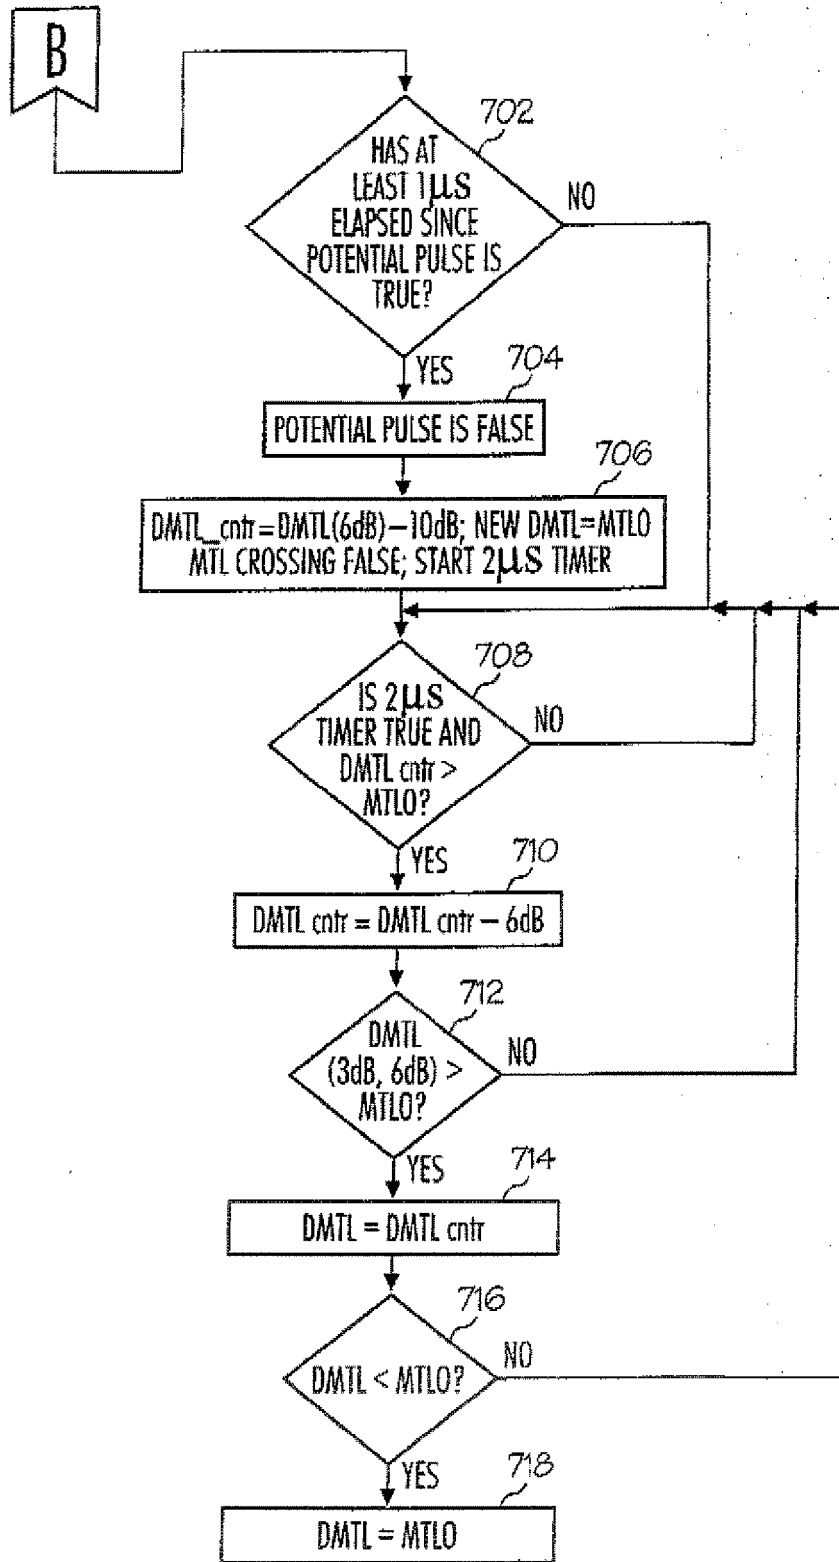 B
702
HAS AT
LEAST 1µs
ELAPSED SINCE
POTENTIAL PULSE IS
TRUE?
NO
YES
704
POTENTIAL PULSE IS FALSE
706
DMTL_cntr=DMTL(6dB)–10dB; NEW DMTL=MTLO
MTL CROSSING FALSE; START 2µs TIMER
708
IS 2µs
TIMER TRUE AND
DMTL cntr >
MTLO?
NO
YES
710
DMTL cntr = DMTL cntr – 6dB
712
DMTL
(3dB, 6dB) >
MTLO?
NO
YES
714
DMTL = DMTL cntr
716
DMTL < MTLO?
NO
YES
718
DMTL = MTLO